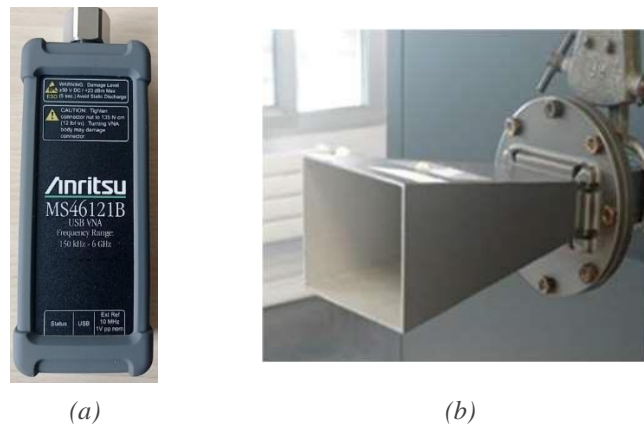 WARNING: Damage Level
±50 V DC / +23 dBm Max
ESD (5 sec.) Avoid Static Discharge
CAUTION: Tighten
connector nut to 135 N·cm
(12 lbf·in). Turning VNA
body may damage
connector.
Anritsu
MS46121B
USB VNA
Frequency Range:
150 kHz - 6 GHz
Status USB Ext Ref
10 MHz
1V pp nom
(a) (b)